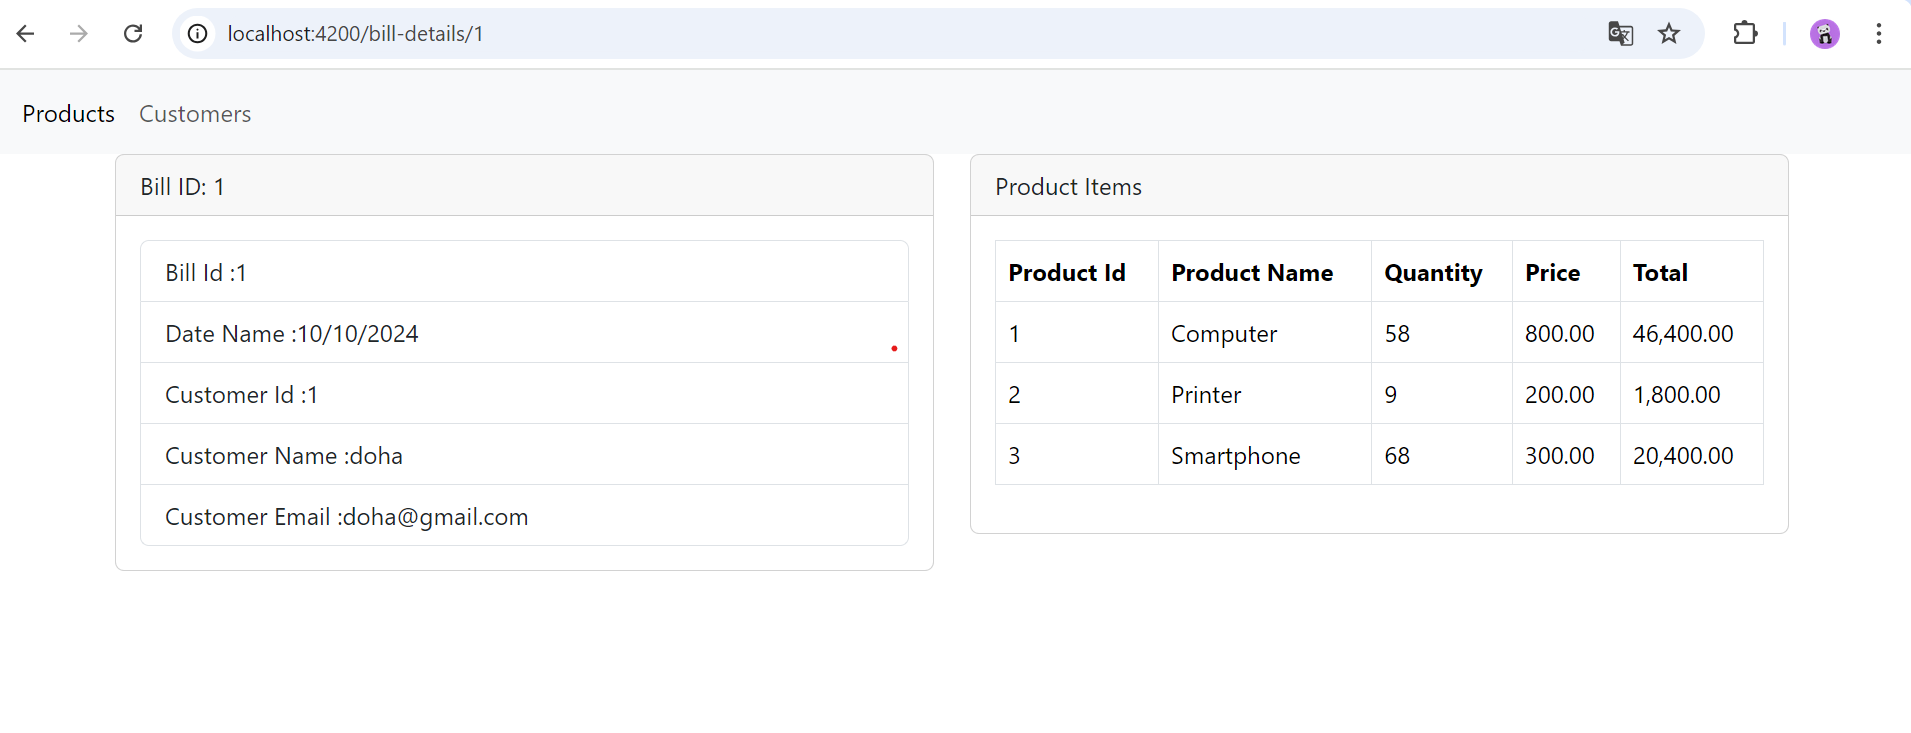 localhost:4200/bill-details/1
Products Customers
Bill ID: 1
Bill Id :1
Date Name :10/10/2024
Customer Id :1
Customer Name :doha
Customer Email :doha@gmail.com
Product Items
Product Id Product Name Quantity Price Total
1 Computer 58 800.00 46,400.00
2 Printer 9 200.00 1,800.00
3 Smartphone 68 300.00 20,400.00